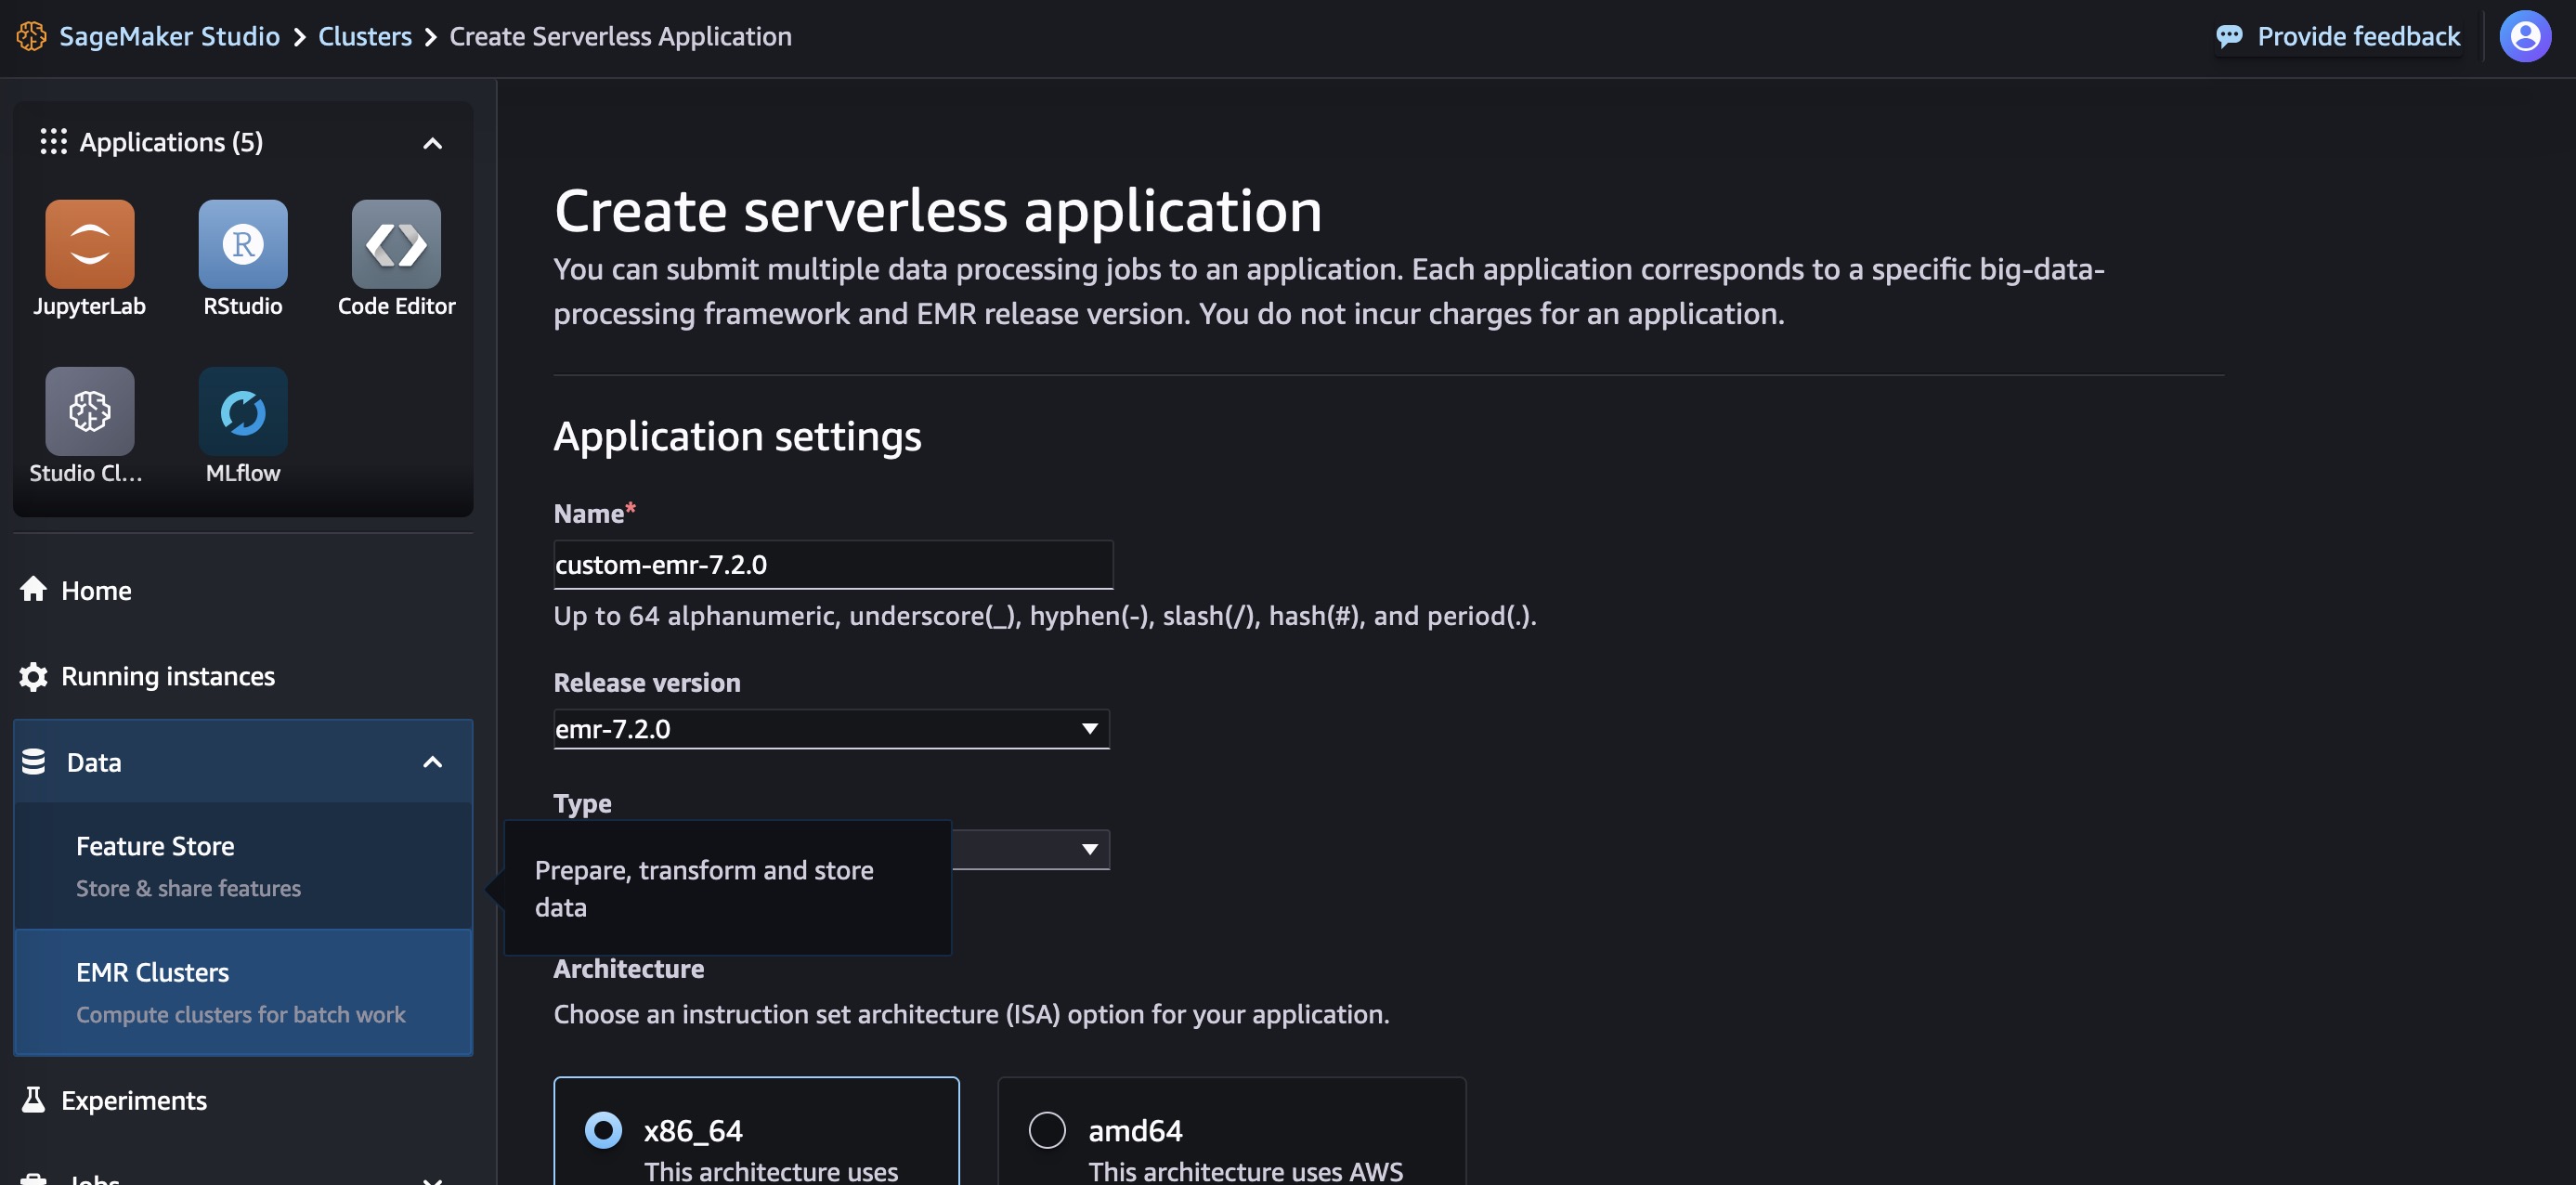 SageMaker Studio > Clusters > Create Serverless Application
Provide feedback
Applications (5)
JupyterLab
RStudio
Code Editor
Studio Cl...
MLflow
Home
Running instances
Data
Feature Store
Store & share features
EMR Clusters
Compute clusters for batch work
Experiments
Jobs
Create serverless application
You can submit multiple data processing jobs to an application. Each application corresponds to a specific big-data-
processing framework and EMR release version. You do not incur charges for an application.
Application settings
Name*
custom-emr-7.2.0
Up to 64 alphanumeric, underscore(_), hyphen(-), slash(/), hash(#), and period(.).
Release version
emr-7.2.0
Type
Prepare, transform and store
data
Architecture
Choose an instruction set architecture (ISA) option for your application.
x86_64
This architecture uses
amd64
This architecture uses AWS